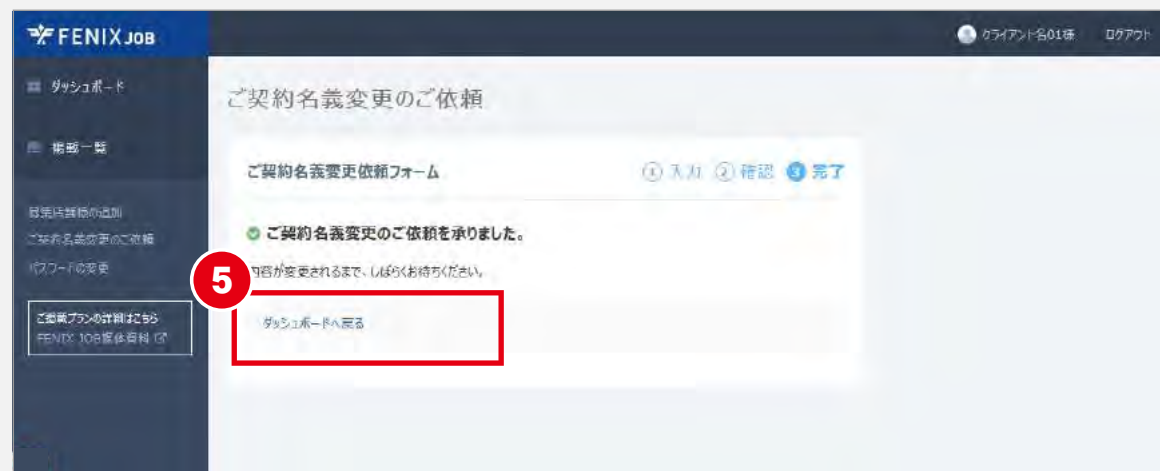 FENIX JOB
クライアント名01様
ログアウト
ダッシュボード
掲載一覧
ご契約名義変更のご依頼
パスワードの変更
ご掲載プランの詳細はこちら
FENIX JOB媒体資料
ご契約名義変更のご依頼
ご契約名義変更依頼フォーム
① 入力 ② 確認 ③ 完了
ご契約名義変更のご依頼を承りました。
内容が変更されるまで、しばらくお待ちください。
5
ダッシュボードへ戻る